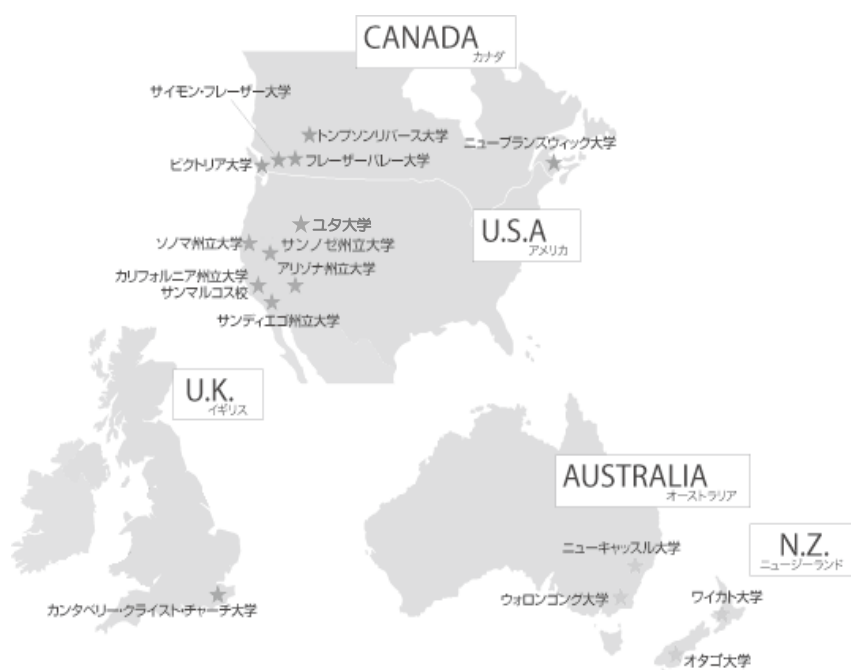 CANADA
カナダ
サイモン・フレーザー大学
トンプソンリバース大学
ニューブランズウィック大学
ビクトリア大学
フレーザーバレー大学
ユタ大学
U.S.A
アメリカ
ソノマ州立大学
サンノゼ州立大学
アリゾナ州立大学
カリフォルニア州立大学
サンマルコス校
サンディエゴ州立大学
U.K.
イギリス
AUSTRALIA
オーストラリア
N.Z.
ニュージーランド
ニューキャッスル大学
ウォロンゴング大学
ワイカト大学
カンタベリー・クライスト・チャーチ大学
オタゴ大学